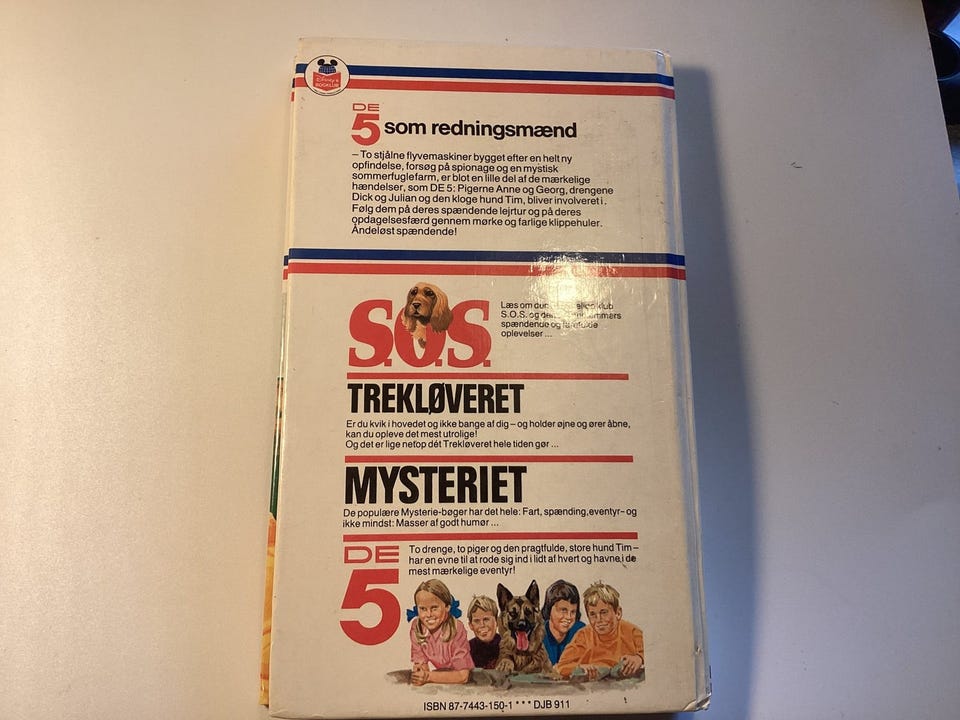 Disney's
BOGKLUB
DE
5 som redningsmænd
– To stjålne flyvemaskiner bygget efter en helt ny
opfindelse, forsøg på spionage og en mystisk
sommerfuglefarm, er blot en lille del af de mærkelige
hændelser, som DE 5: Pigerne Anne og Georg, drengene
Dick og Julian og den kloge hund Tim, bliver involveret i.
Følg dem på deres spændende lejrtur og på deres
opdagelsesfærd gennem mørke og farlige klippehuler.
Åndeløst spændende!
S.O.S.
Læs om klub
S.O.S. og
spændende og
oplevelser ...
TREKLØVERET
Er du kvik i hovedet og ikke bange af dig – og holder øjne og ører åbne,
kan du opleve det mest utrolige!
Og det er lige netop dét Trekløveret hele tiden gør ...
MYSTERIET
De populære Mysterie-bøger har det hele: Fart, spænding, eventyr – og
ikke mindst: Masser af godt humør ...
DE
5
To drenge, to piger og den pragtfulde, store hund Tim –
har en evne til at rode sig ind i lidt af hvert og havne i de
mest mærkelige eventyr!
ISBN 87-7443-150-1 * * * DJB 911